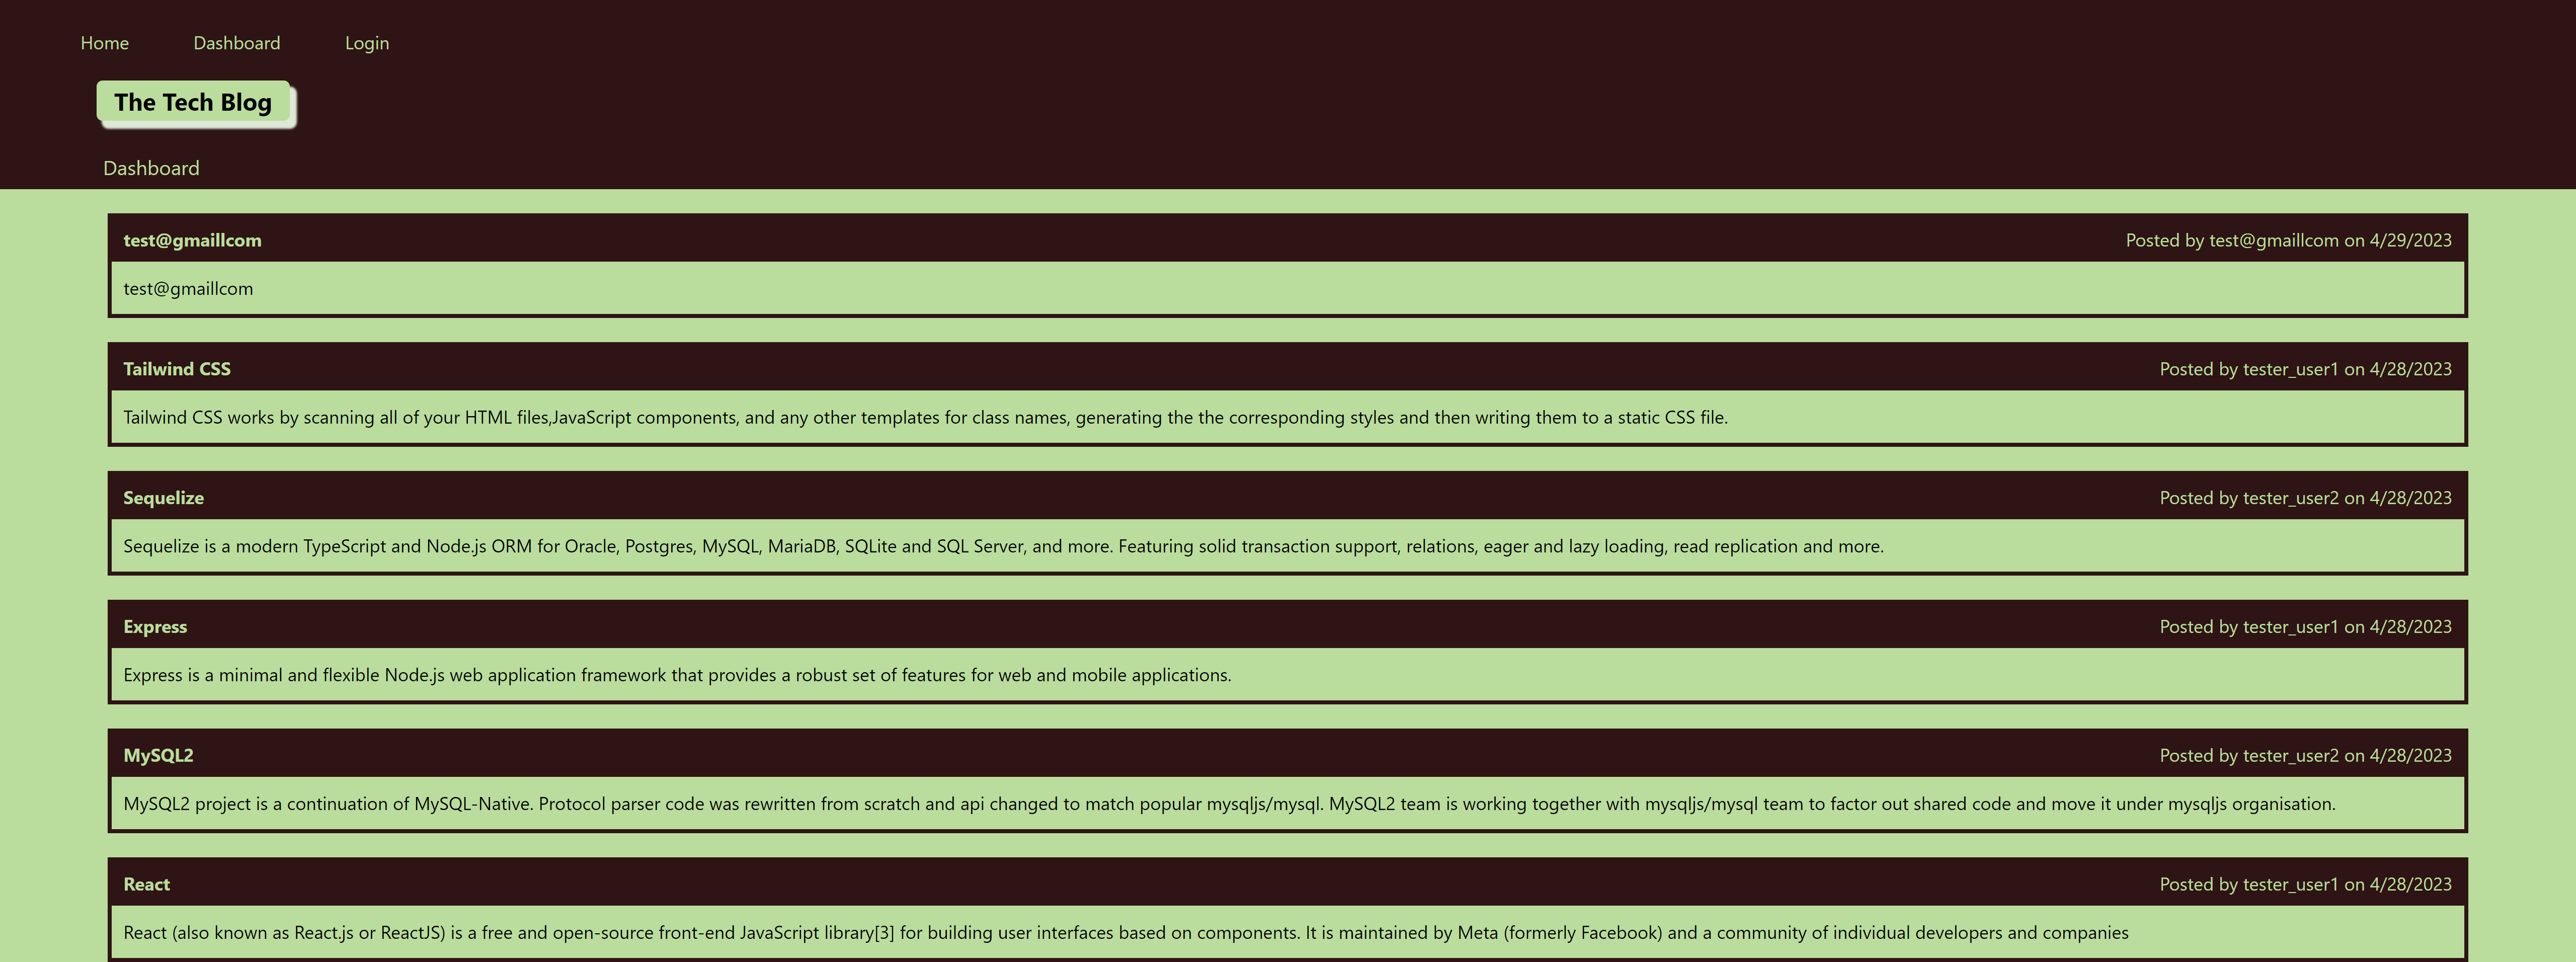 Home Dashboard Login
The Tech Blog
Dashboard
test@gmaillcom Posted by test@gmaillcom on 4/29/2023
test@gmaillcom
Tailwind CSS Posted by tester_user1 on 4/28/2023
Tailwind CSS works by scanning all of your HTML files,JavaScript components, and any other templates for class names, generating the the corresponding styles and then writing them to a static CSS file.
Sequelize Posted by tester_user2 on 4/28/2023
Sequelize is a modern TypeScript and Node.js ORM for Oracle, Postgres, MySQL, MariaDB, SQLite and SQL Server, and more. Featuring solid transaction support, relations, eager and lazy loading, read replication and more.
Express Posted by tester_user1 on 4/28/2023
Express is a minimal and flexible Node.js web application framework that provides a robust set of features for web and mobile applications.
MySQL2 Posted by tester_user2 on 4/28/2023
MySQL2 project is a continuation of MySQL-Native. Protocol parser code was rewritten from scratch and api changed to match popular mysqljs/mysql. MySQL2 team is working together with mysqljs/mysql team to factor out shared code and move it under mysqljs organisation.
React Posted by tester_user1 on 4/28/2023
React (also known as React.js or ReactJS) is a free and open-source front-end JavaScript library[3] for building user interfaces based on components. It is maintained by Meta (formerly Facebook) and a community of individual developers and companies